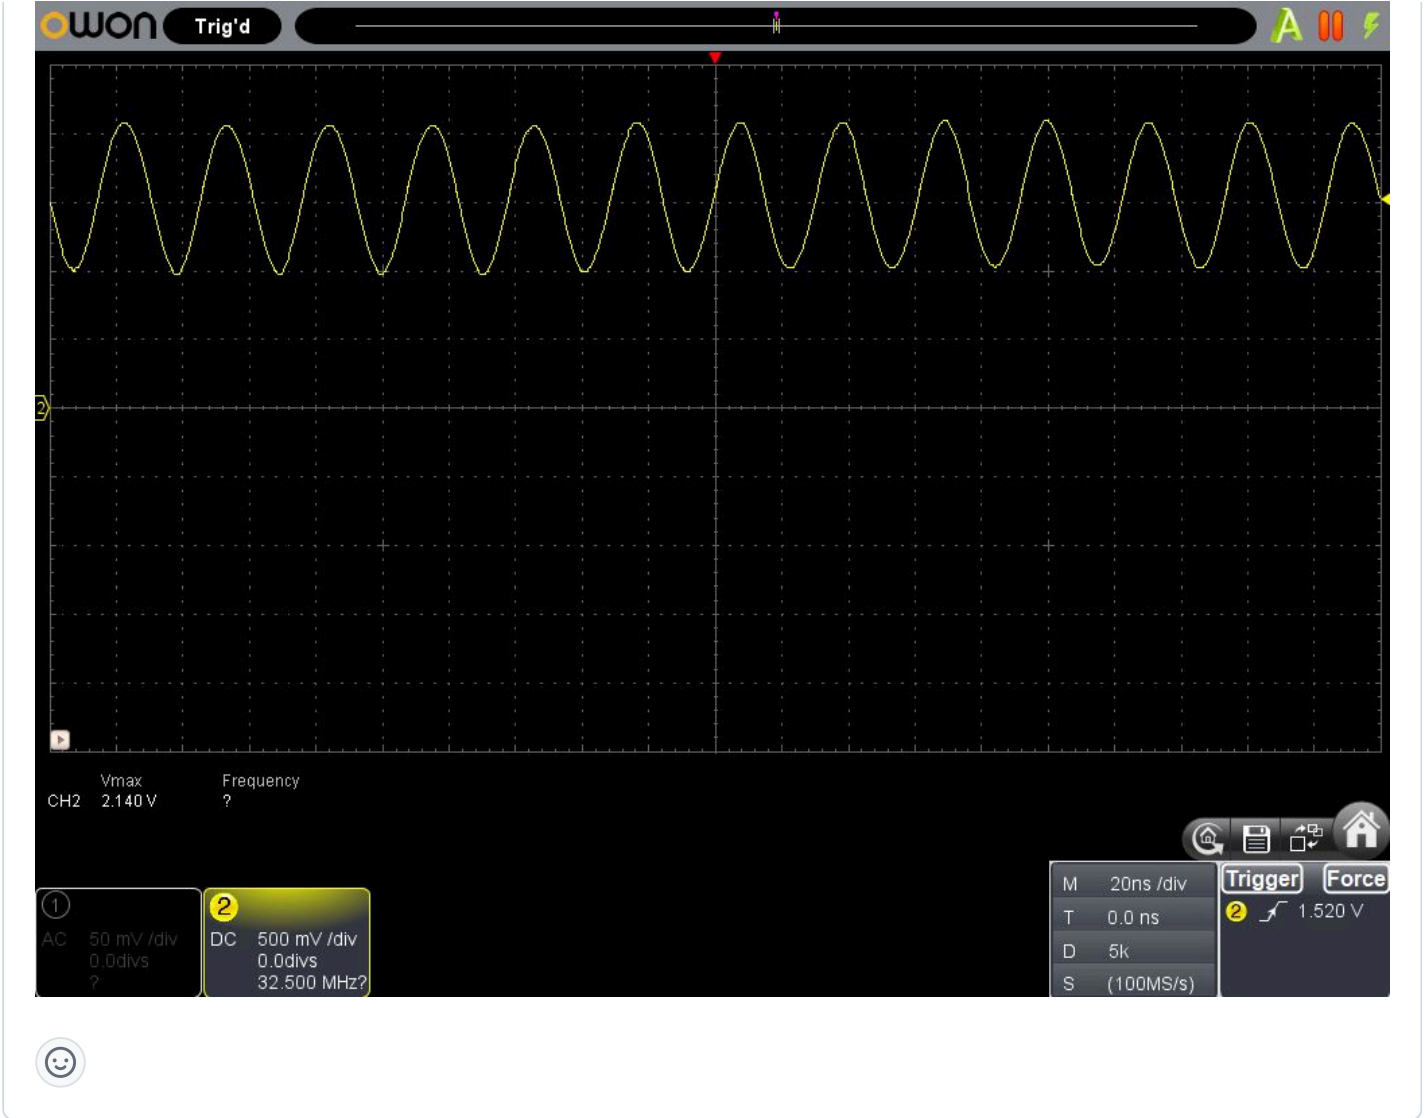 owon Trig'd A
2
Vmax Frequency
CH2 2.140 V ?
M 20ns /div
T 0.0 ns
D 5k
S (100MS/s)
Trigger Force
2 1.520 V
1
AC 50 mV /div
0.0divs
?
2
DC 500 mV /div
0.0divs
32.500 MHz?